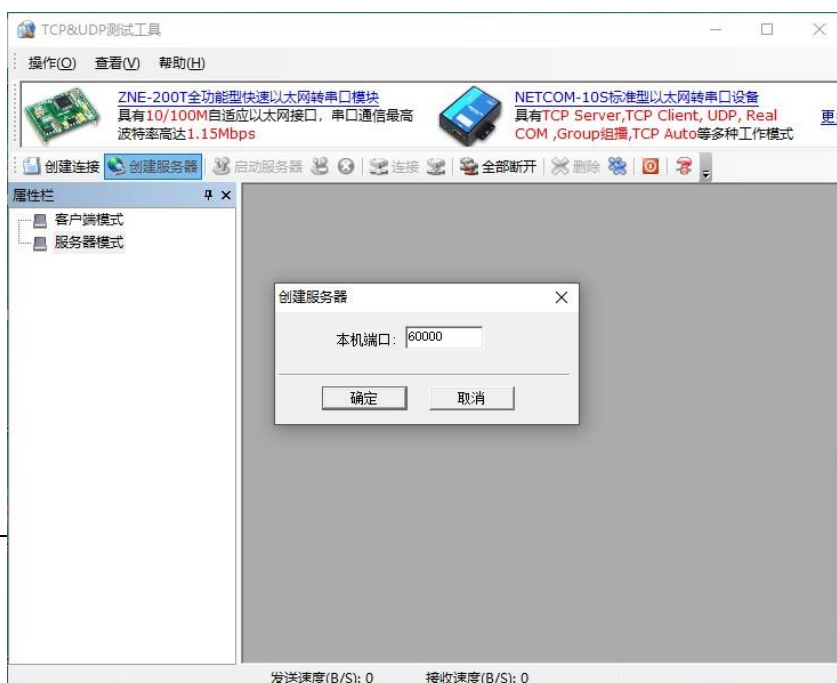 TCP&UDP测试工具
操作(O) 查看(V) 帮助(H)
ZNE-200T全功能型快速以太网转串口模块
具有10/100M自适应以太网接口，串口通信最高
波特率高达1.15Mbps
NETCOM-10S标准型以太网转串口设备
具有TCP Server,TCP Client, UDP, Real
COM ,Group组播,TCP Auto等多种工作模式
更
创建连接 创建服务器 启动服务器 连接 全部断开 删除
属性栏
客户端模式
服务器模式
创建服务器
本机端口: 60000
确定 取消
发送速度(B/S): 0 接收速度(B/S): 0